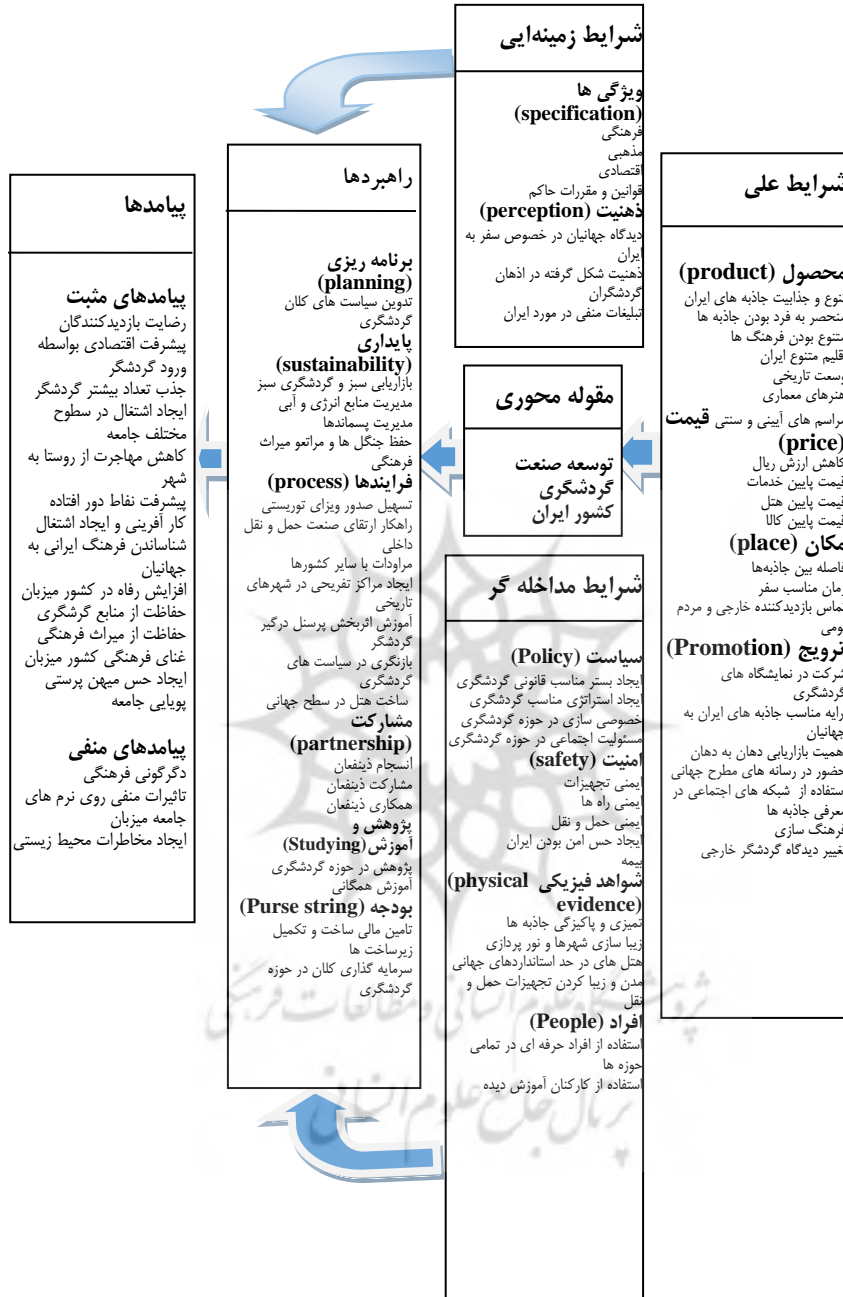 شرایط زمینه‌ایی
ویژگی ها
(specification)
فرهنگی
مذهبی
اقتصادی
قوانین و مقررات حاکم
ذهنیت (perception)
دیدگاه جهانیان در خصوص سفر به
ایران
ذهنیت شکل گرفته در اذهان
گردشگران
تبلیغات منفی در مورد ایران
شرایط علی
محصول (product)
تنوع و جذابیت جاذبه های ایران
منحصر به فرد بودن جاذبه ها
متنوع بودن فرهنگ ها
اقلیم متنوع ایران
وسعت تاریخی
هنرهای معماری
مراسم های آیینی و سنتی قیمت
(price)
کاهش ارزش ریال
قیمت پایین خدمات
قیمت پایین هتل
قیمت پایین کالا
مکان (place)
فاصله بین جاذبه‌ها
زمان مناسب سفر
تماس بازدیدکننده خارجی و مردم
بومی
ترویج (Promotion)
شرکت در نمایشگاه های
گردشگری
ارایه مناسب جاذبه های ایران به
جهانیان
اهمیت بازاریابی دهان به دهان
حضور در رسانه های مطرح جهانی
استفاده از شبکه های اجتماعی در
معرفی جاذبه ها
فرهنگ سازی
تغییر دیدگاه گردشگر خارجی
مقوله محوری
توسعه صنعت
گردشگری
کشور ایران
شرایط مداخله گر
سیاست (Policy)
ایجاد بستر مناسب قانونی گردشگری
ایجاد استراتژی مناسب گردشگری
خصوصی سازی در حوزه گردشگری
مسئولیت اجتماعی در حوزه گردشگری
امنیت (safety)
ایمنی تجهیزات
ایمنی راه ها
ایمنی حمل و نقل
ایجاد حس امن بودن ایران
بیمه
شواهد فیزیکی (physical
evidence)
تمیزی و پاکیزگی جاذبه ها
زیبا سازی شهرها و نور پردازی
هتل های در حد استانداردهای جهانی
مدن و زیبا کردن تجهیزات حمل و
نقل
افراد (People)
استفاده از افراد حرفه ای در تمامی
حوزه ها
استفاده از کارکنان آموزش دیده
راهبردها
برنامه ریزی
(planning)
تدوین سیاست های کلان
گردشگری
پایداری
(sustainability)
بازاریابی سبز و گردشگری سبز
مدیریت منابع انرژی و آبی
مدیریت پسماندها
حفظ جنگل ها و مراتعو میراث
فرهنگی
فرایندها (process)
تسهیل صدور ویزای توریستی
راهکار ارتقای صنعت حمل و نقل
داخلی
مراودات با سایر کشورها
ایجاد مراکز تفریحی در شهرهای
تاریخی
آموزش اثربخش پرسنل درگیر
گردشگر
بازنگری در سیاست های
گردشگری
ساخت هتل در سطح جهانی
مشارکت
(partnership)
انسجام ذینفعان
مشارکت ذینفعان
همکاری ذینفعان
پژوهش و
آموزش(Studying)
پژوهش در حوزه گردشگری
آموزش همگانی
بودجه (Purse string)
تامین مالی ساخت و تکمیل
زیرساخت ها
سرمایه گذاری کلان در حوزه
گردشگری
پیامدها
پیامدهای مثبت
رضایت بازدیدکنندگان
پیشرفت اقتصادی بواسطه
ورود گردشگر
جذب تعداد بیشتر گردشگر
ایجاد اشتغال در سطوح
مختلف جامعه
کاهش مهاجرت از روستا به
شهر
پیشرفت نقاط دور افتاده
کار آفرینی و ایجاد اشتغال
شناساندن فرهنگ ایرانی به
جهانیان
افزایش رفاه در کشور میزبان
حفاظت از منابع گرشگری
حفاظت از میراث فرهنگی
غنای فرهنگی کشور میزبان
ایجاد حس میهن پرستی
پویایی جامعه
پیامدهای منفی
دگرگونی فرهنگی
تاثیرات منفی روی نرم های
جامعه میزبان
ایجاد مخاطرات محیط زیستی
پژوهشگاه علوم انسانی و مطالعات فرهنگی
پرتال جامع علوم انسانی